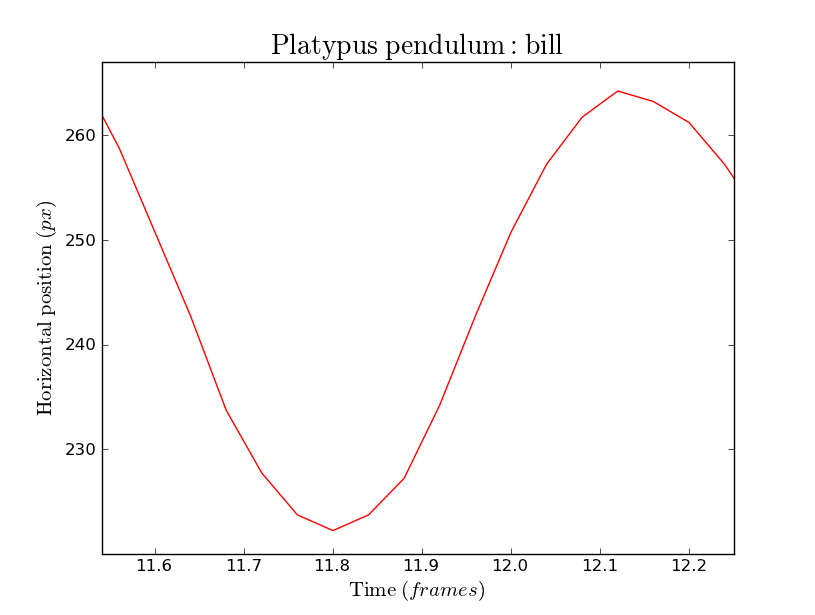 Platypus pendulum : bill
Horizontal position (px)
260
250
240
230
11.6 11.7 11.8 11.9 12.0 12.1 12.2
Time (frames)